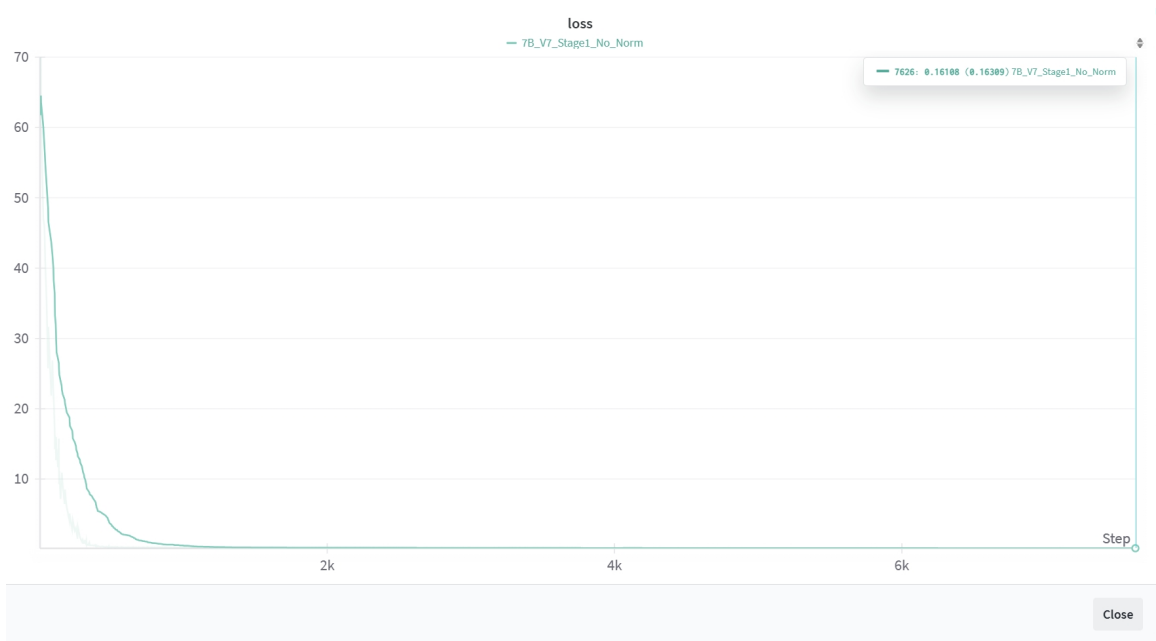 loss
7B_V7_Stage1_No_Norm
7626: 0.16108 (0.16309) 7B_V7_Stage1_No_Norm
70
60
50
40
30
20
10
Step
2k
4k
6k
Close